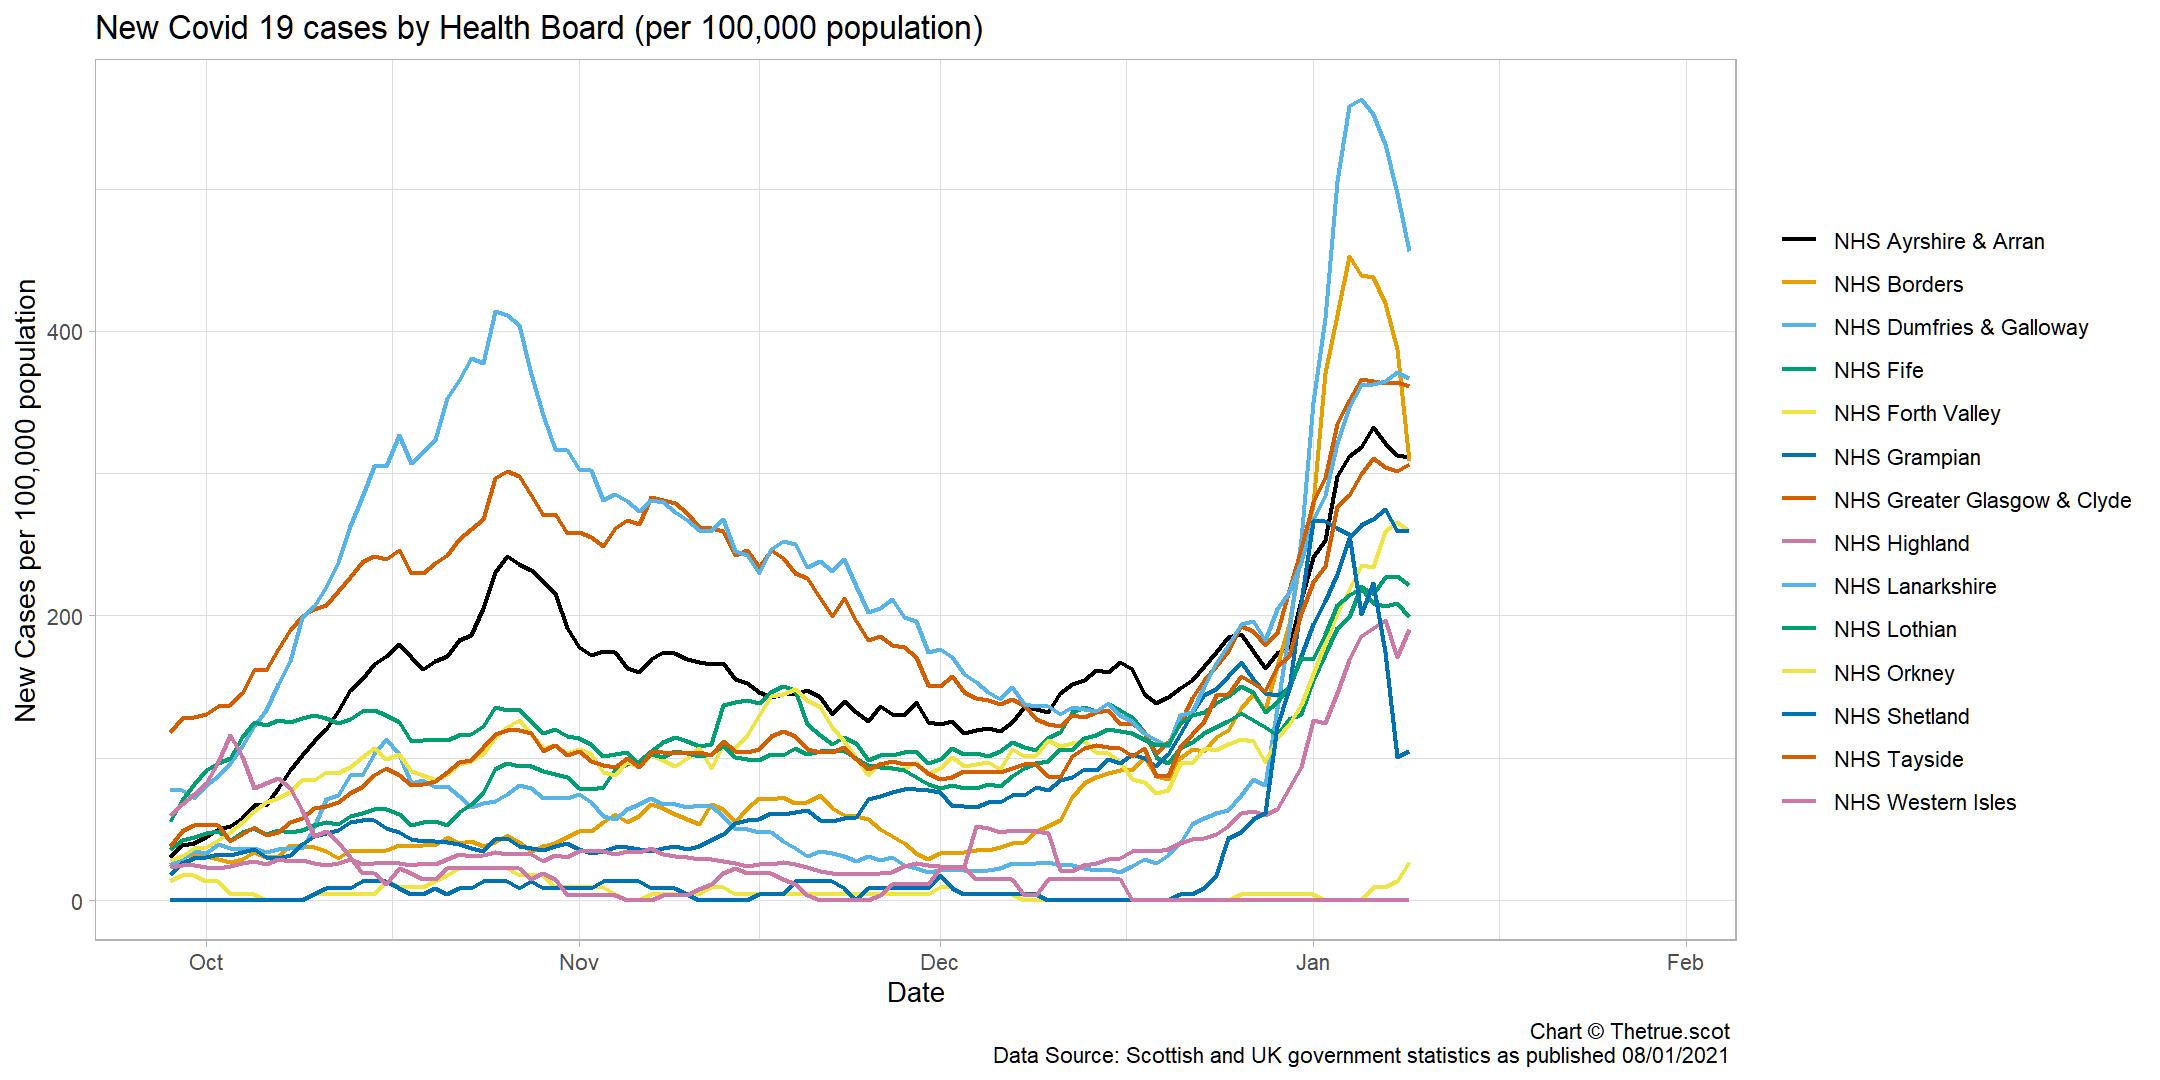 New Covid 19 cases by Health Board (per 100,000 population)
New Cases per 100,000 population
400
200
0
Oct
Nov
Dec
Jan
Feb
Date
NHS Ayrshire & Arran
NHS Borders
NHS Dumfries & Galloway
NHS Fife
NHS Forth Valley
NHS Grampian
NHS Greater Glasgow & Clyde
NHS Highland
NHS Lanarkshire
NHS Lothian
NHS Orkney
NHS Shetland
NHS Tayside
NHS Western Isles
Chart © Thetrue.scot
Data Source: Scottish and UK government statistics as published 08/01/2021